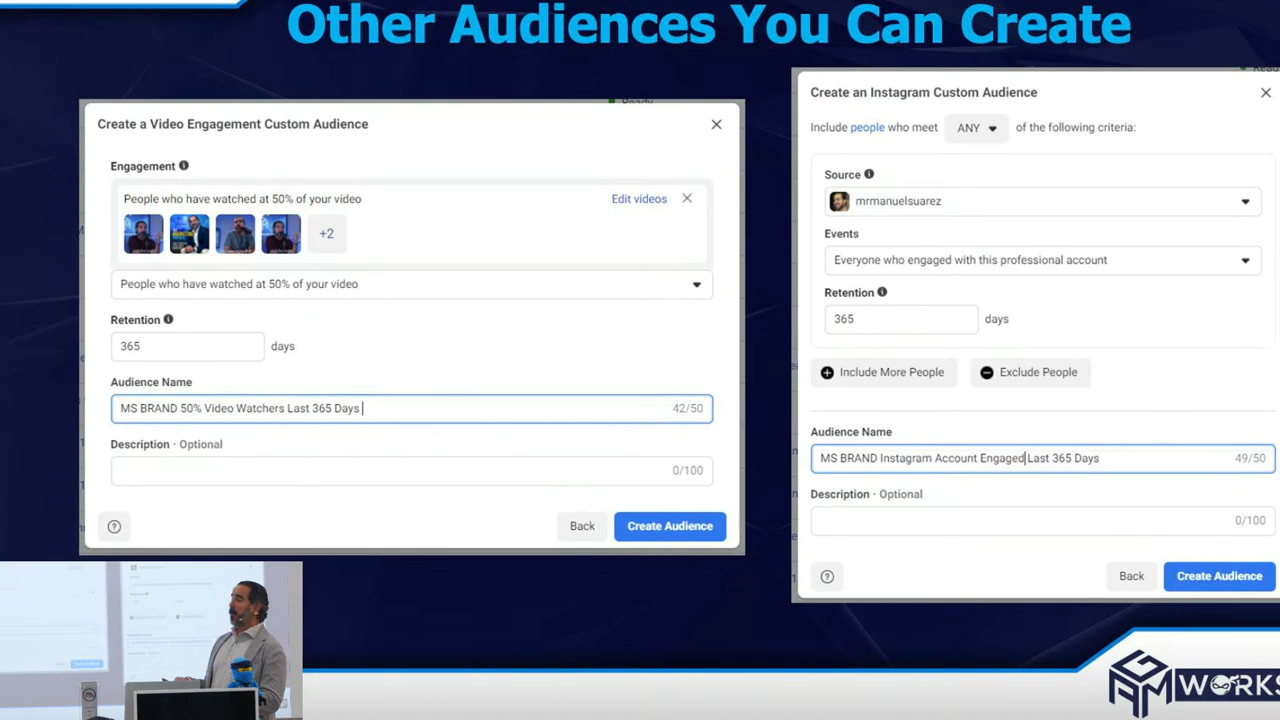 Other Audiences You Can Create
Ready
Create a Video Engagement Custom Audience
Engagement
People who have watched at 50% of your video
Edit videos
+2
People who have watched at 50% of your video
Retention
365
days
Audience Name
MS BRAND 50% Video Watchers Last 365 Days
42/50
Description · Optional
0/100
Back
Create Audience
Create an Instagram Custom Audience
Include people who meet ANY of the following criteria:
Source
mrmanuelsuarez
Events
Everyone who engaged with this professional account
Retention
365
days
Include More People
Exclude People
Audience Name
MS BRAND Instagram Account Engaged Last 365 Days
49/50
Description · Optional
0/100
Back
Create Audience
AGM WORKS